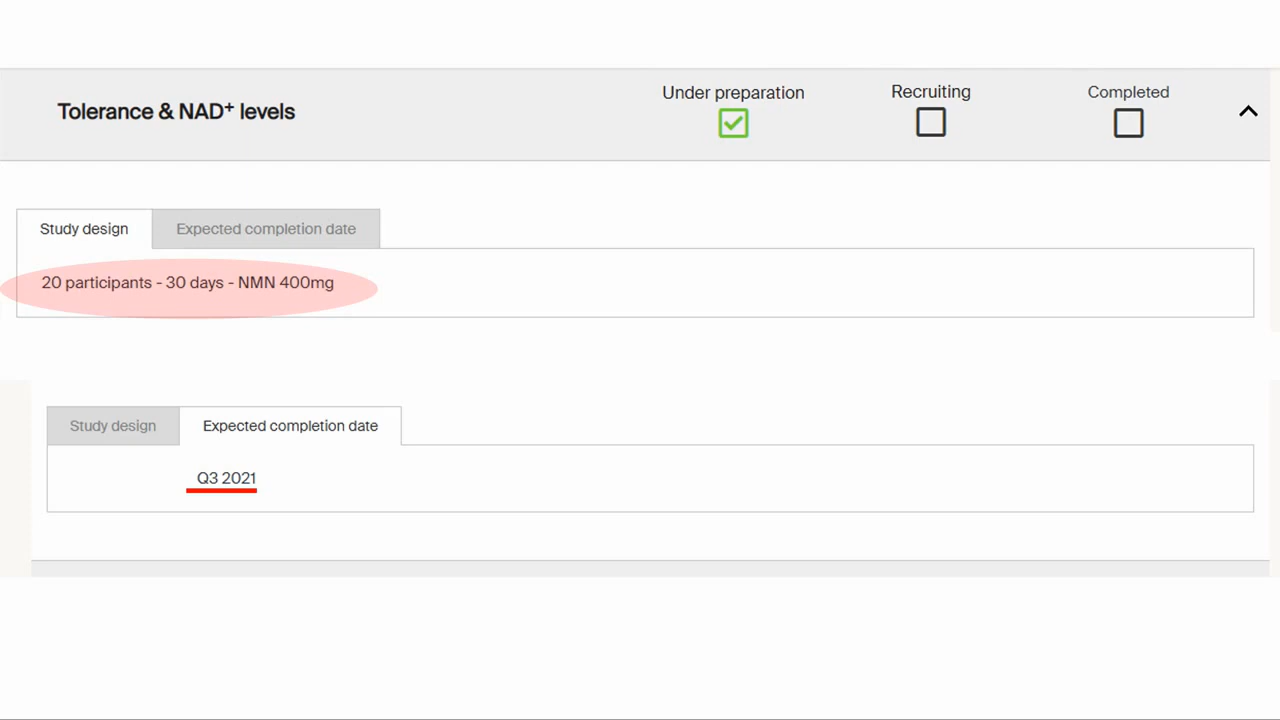 Tolerance & NAD⁺ levels
Under preparation
Recruiting
Completed
Study design
Expected completion date
20 participants - 30 days - NMN 400mg
Study design
Expected completion date
Q3 2021